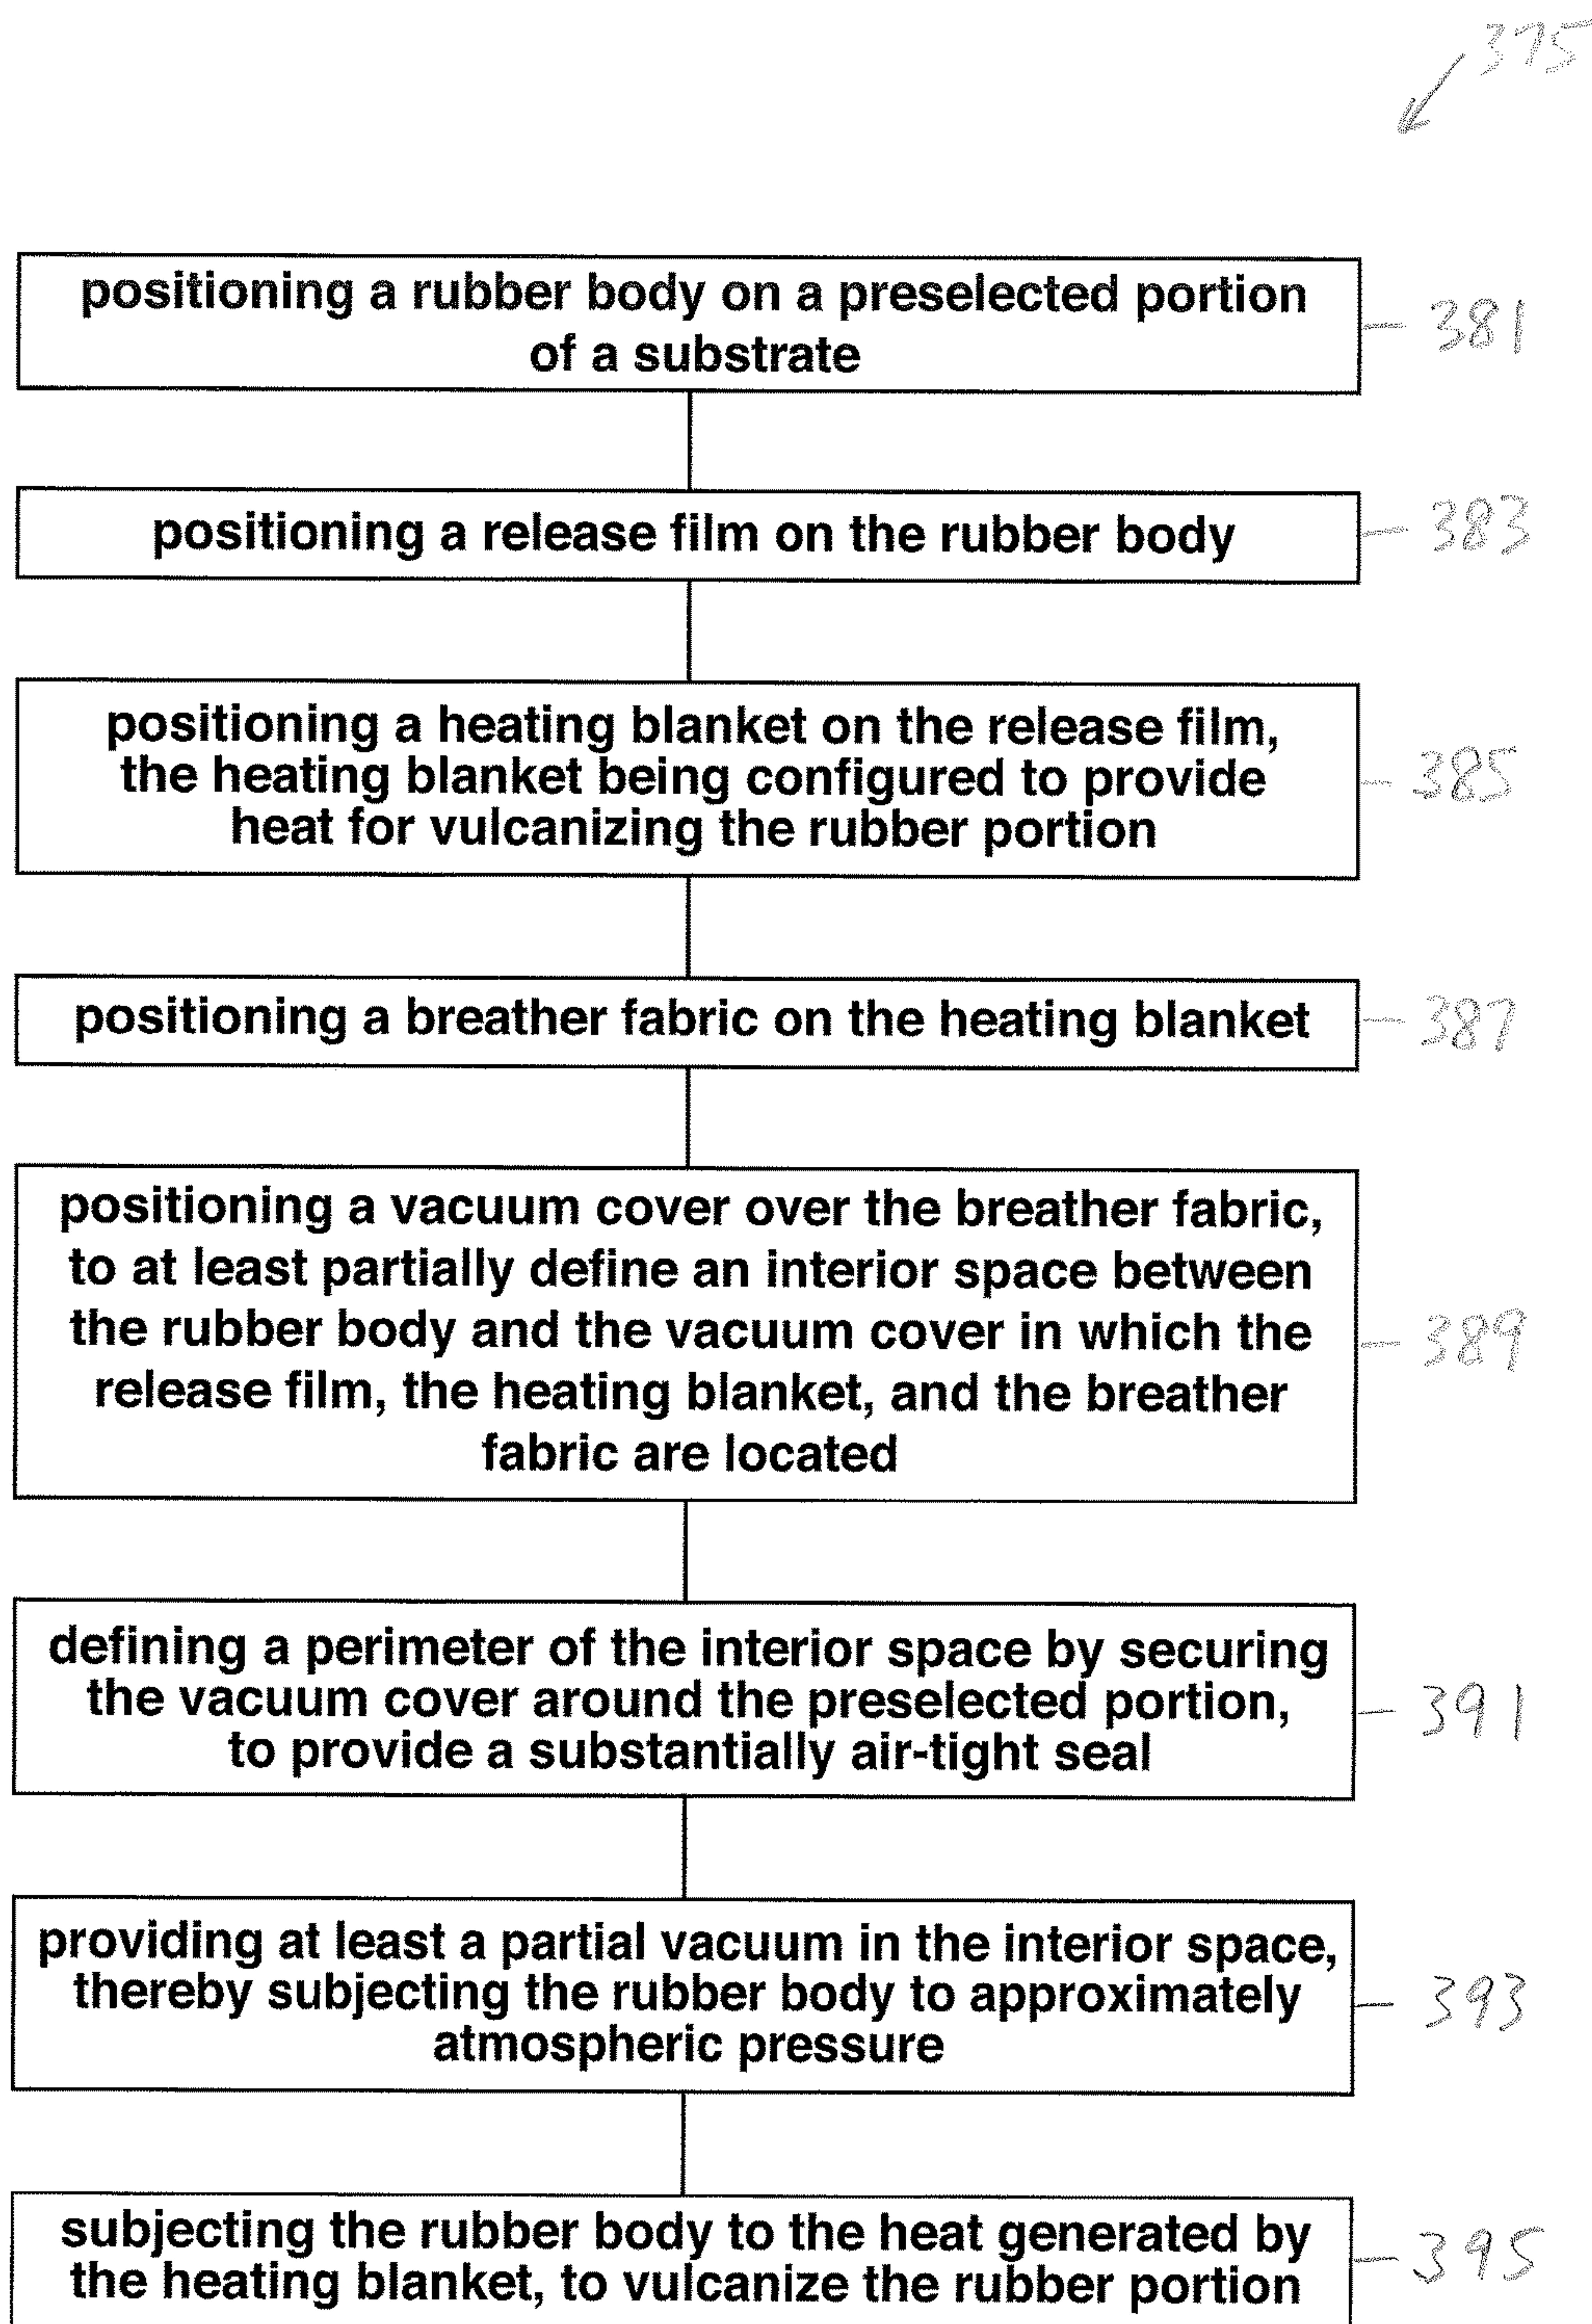 375
positioning a rubber body on a preselected portion
of a substrate
381
positioning a release film on the rubber body
383
positioning a heating blanket on the release film,
the heating blanket being configured to provide
heat for vulcanizing the rubber portion
385
positioning a breather fabric on the heating blanket
387
positioning a vacuum cover over the breather fabric,
to at least partially define an interior space between
the rubber body and the vacuum cover in which the
release film, the heating blanket, and the breather
fabric are located
389
defining a perimeter of the interior space by securing
the vacuum cover around the preselected portion,
to provide a substantially air-tight seal
391
providing at least a partial vacuum in the interior space,
thereby subjecting the rubber body to approximately
atmospheric pressure
393
subjecting the rubber body to the heat generated by
the heating blanket, to vulcanize the rubber portion
395